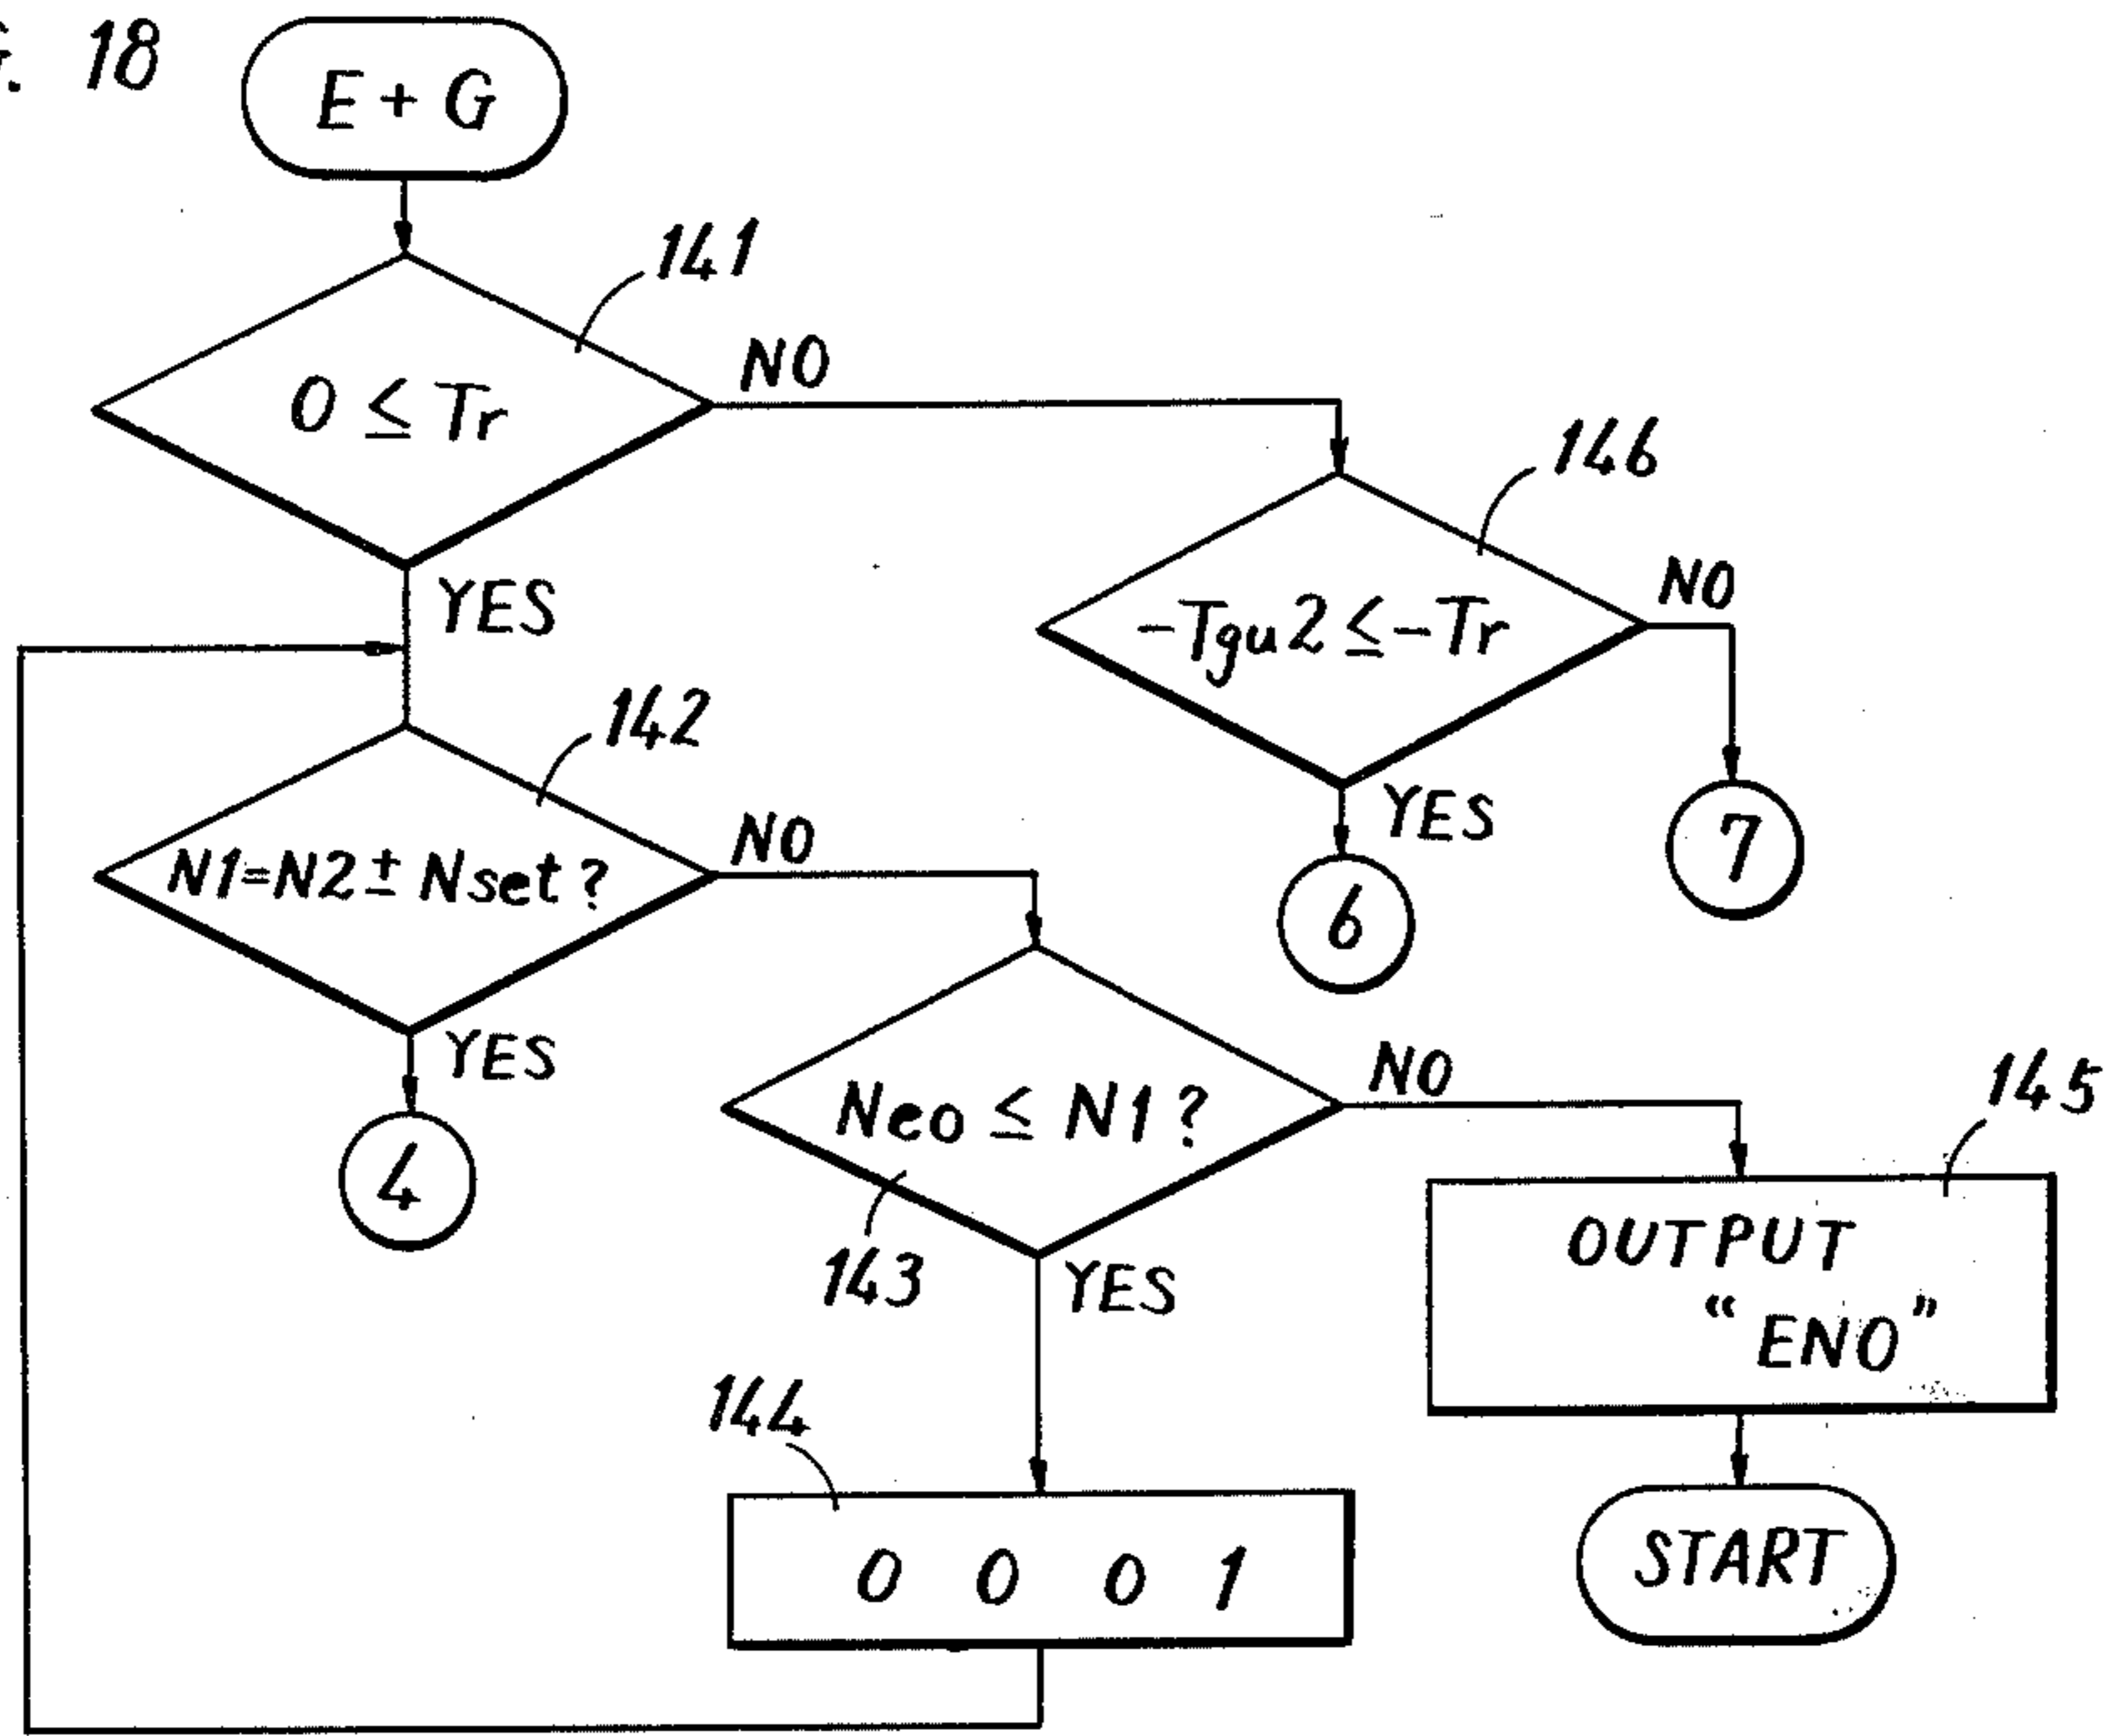 18
E + G
141
0 ≤ Tr
NO
YES
146
-Tgu2 ≤ -Tr
NO
YES
7
6
142
N1=N2± Nset ?
NO
YES
4
Neo ≤ N1 ?
NO
143
YES
145
OUTPUT
“ ENO ”
144
0 0 0 1
START